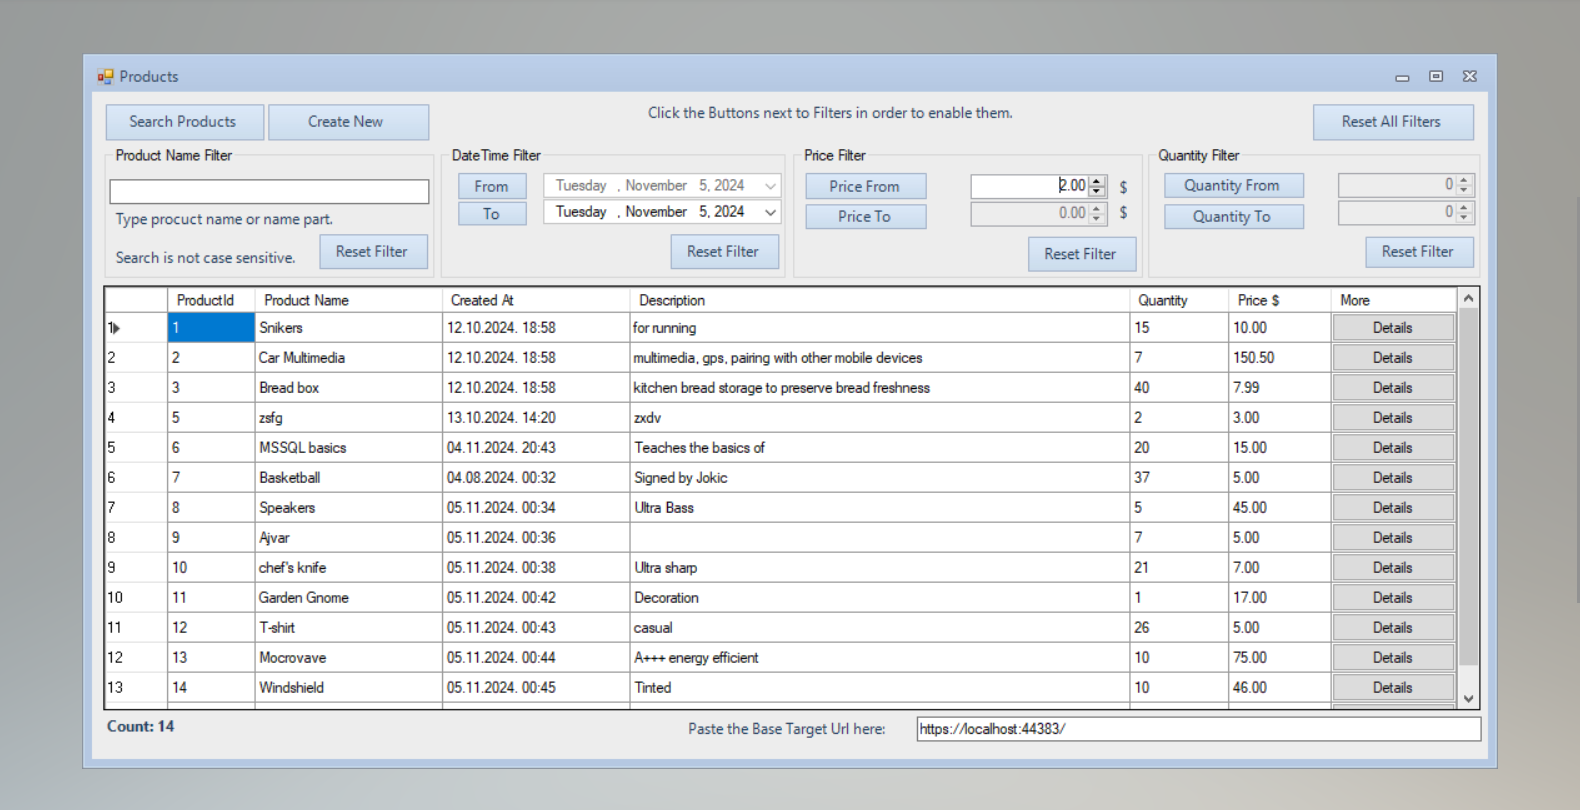 Products
Click the Buttons next to Filters in order to enable them.
Search Products Create New Reset All Filters
Product Name Filter DateTime Filter Price Filter Quantity Filter
From Tuesday , November 5, 2024 Price From 2.00 $ Quantity From 0
To Tuesday , November 5, 2024 Price To 0.00 $ Quantity To 0
Type procuct name or name part.
Search is not case sensitive. Reset Filter Reset Filter Reset Filter Reset Filter
ProductId Product Name Created At Description Quantity Price $ More
1 1 Snikers 12.10.2024. 18:58 for running 15 10.00 Details
2 2 Car Multimedia 12.10.2024. 18:58 multimedia, gps, pairing with other mobile devices 7 150.50 Details
3 3 Bread box 12.10.2024. 18:58 kitchen bread storage to preserve bread freshness 40 7.99 Details
4 5 zsfg 13.10.2024. 14:20 zxdv 2 3.00 Details
5 6 MSSQL basics 04.11.2024. 20:43 Teaches the basics of 20 15.00 Details
6 7 Basketball 04.08.2024. 00:32 Signed by Jokic 37 5.00 Details
7 8 Speakers 05.11.2024. 00:34 Ultra Bass 5 45.00 Details
8 9 Ajvar 05.11.2024. 00:36 7 5.00 Details
9 10 chef's knife 05.11.2024. 00:38 Ultra sharp 21 7.00 Details
10 11 Garden Gnome 05.11.2024. 00:42 Decoration 1 17.00 Details
11 12 T-shirt 05.11.2024. 00:43 casual 26 5.00 Details
12 13 Mocrovave 05.11.2024. 00:44 A+++ energy efficient 10 75.00 Details
13 14 Windshield 05.11.2024. 00:45 Tinted 10 46.00 Details
Count: 14 Paste the Base Target Url here: https://localhost:44383/